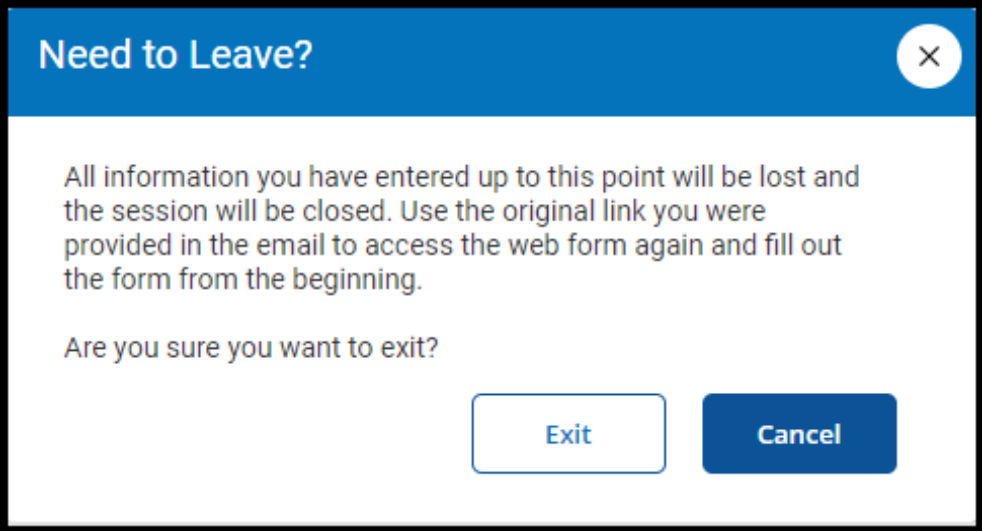 Need to Leave?
All information you have entered up to this point will be lost and
the session will be closed. Use the original link you were
provided in the email to access the web form again and fill out
the form from the beginning.
Are you sure you want to exit?
Exit
Cancel